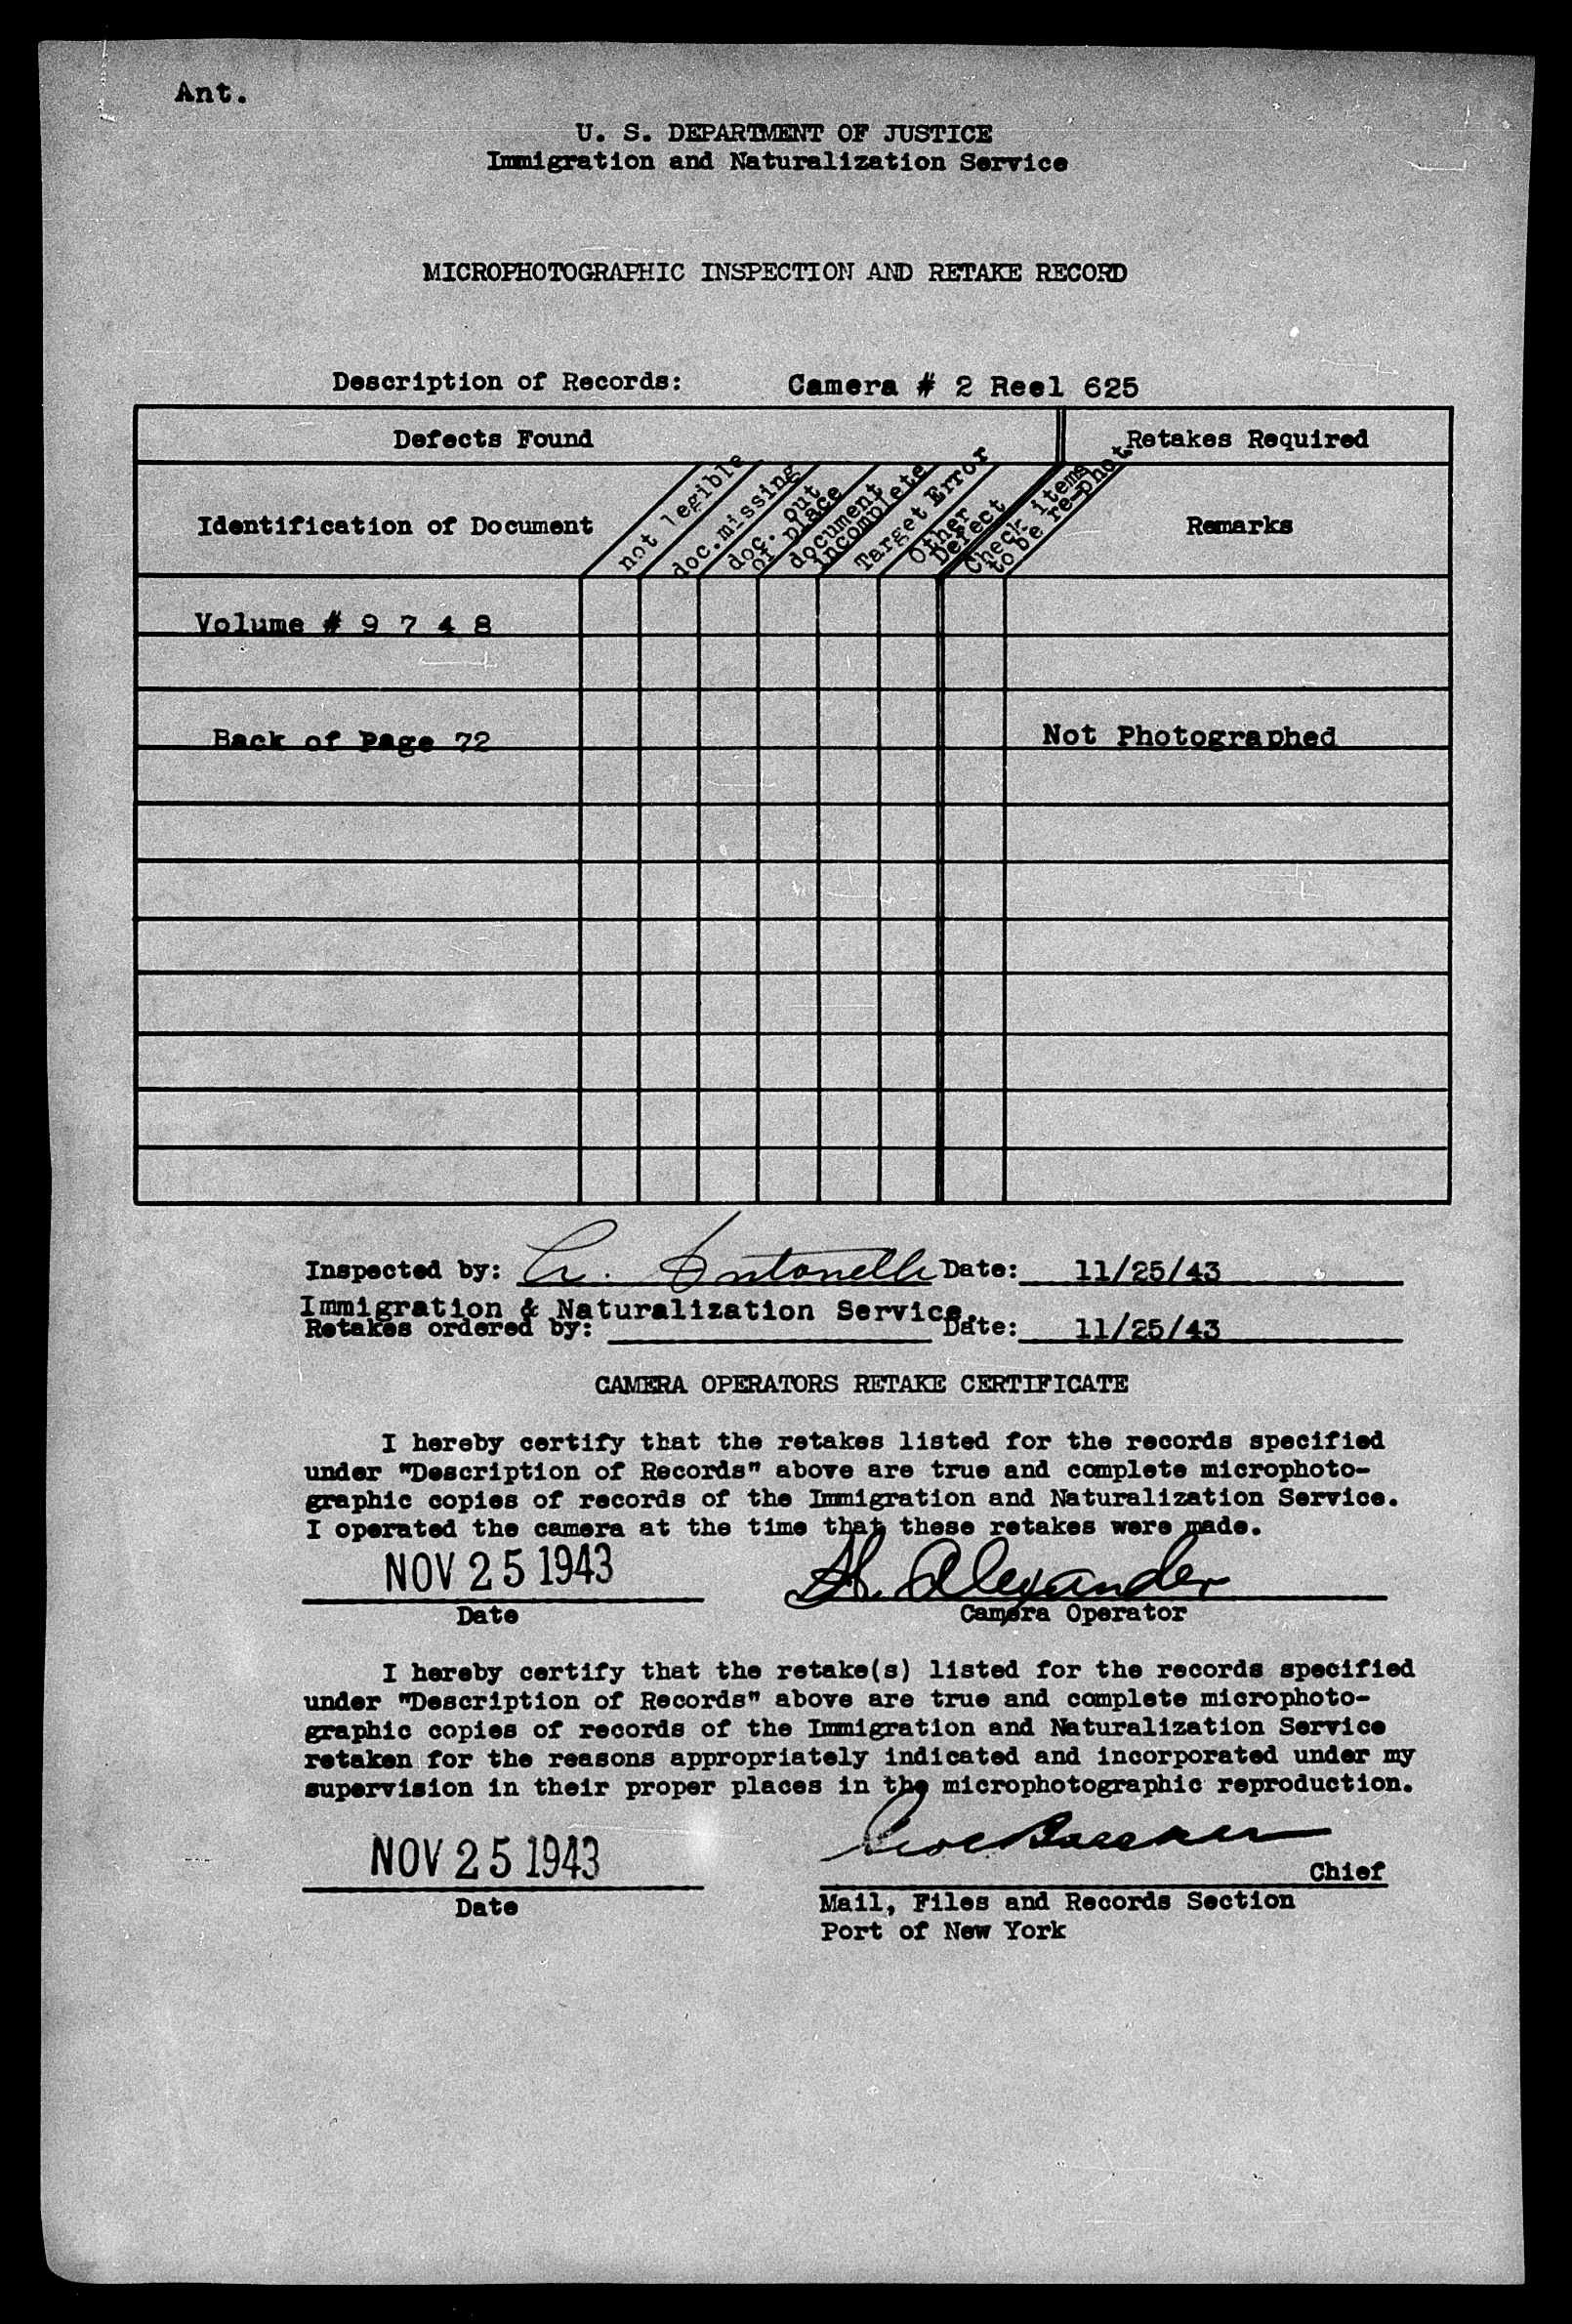 Ant.
U. S. DEPARTMENT OF JUSTICE
Immigration and Naturalization Service
MICROPHOTOGRAPHIC INSPECTION AND RETAKE RECORD
Description of Records: Camera # 2 Reel 625
Defects Found Retakes Required
Identification of Document
not legible
doc.missing
doc. out
of place
document
incomplete
Target Error
Other
Defect
Check items
to be re-phot.
Remarks
Volume # 9 7 4 8
Back of Page 72 Not Photographed
Inspected by: A. Antonelli Date: 11/25/43
Immigration & Naturalization Service.
Retakes ordered by: Date: 11/25/43
CAMERA OPERATORS RETAKE CERTIFICATE
I hereby certify that the retakes listed for the records specified
under "Description of Records" above are true and complete microphoto-
graphic copies of records of the Immigration and Naturalization Service.
I operated the camera at the time that these retakes were made.
NOV 25 1943 Alexander
Date Camera Operator
I hereby certify that the retake(s) listed for the records specified
under "Description of Records" above are true and complete microphoto-
graphic copies of records of the Immigration and Naturalization Service
retaken for the reasons appropriately indicated and incorporated under my
supervision in their proper places in the microphotographic reproduction.
NOV 25 1943
Chief
Date Mail, Files and Records Section
Port of New York